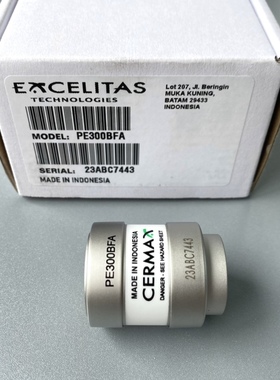 EXCELITAS
TECHNOLOGIES
Lot 207, Jl. Beringin
MUKA KUNING,
BATAM 29433
INDONESIA
MODEL: PE300BFA
SERIAL: 23ABC7443
MADE IN INDONESIA
PE300BFA
MADE IN INDONESIA
CERMAX
DANGER - SEE HAZARD SHEET
23ABC7443